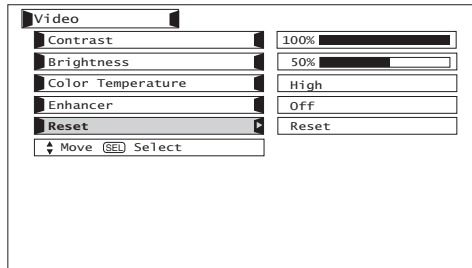 Video
Contrast 100%
Brightness 50%
Color Temperature High
Enhancer Off
Reset Reset
Move SEL Select